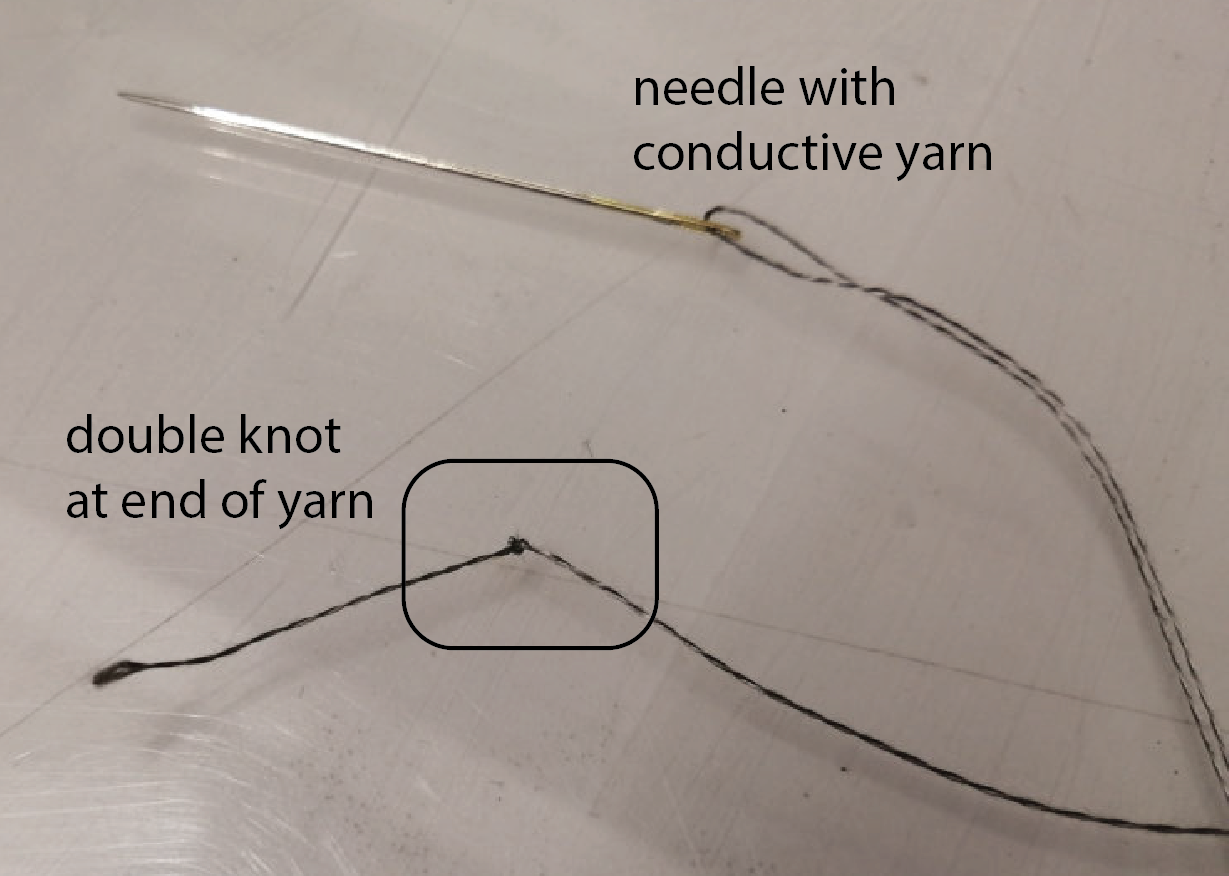 needle with
conductive yarn
double knot
at end of yarn